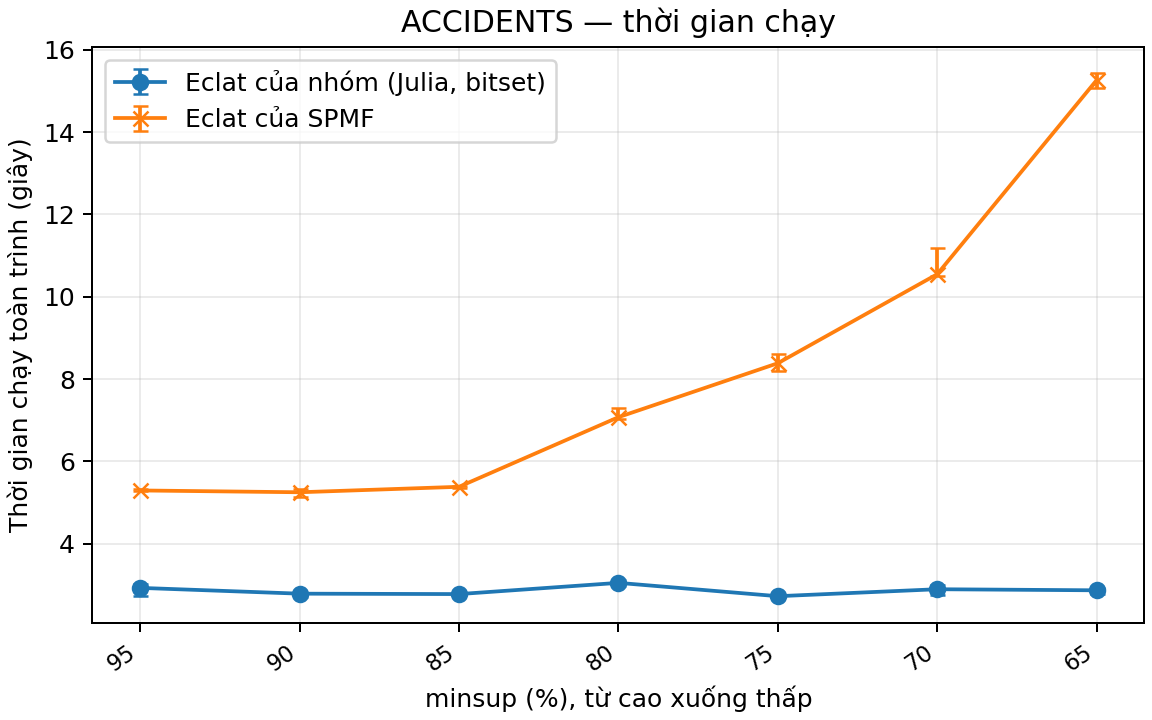 ACCIDENTS — thời gian chạy
Thời gian chạy toàn trình (giây)
16
14
12
10
8
6
4
Eclat của nhóm (Julia, bitset)
Eclat của SPMF
95
90
85
80
75
70
65
minsup (%), từ cao xuống thấp